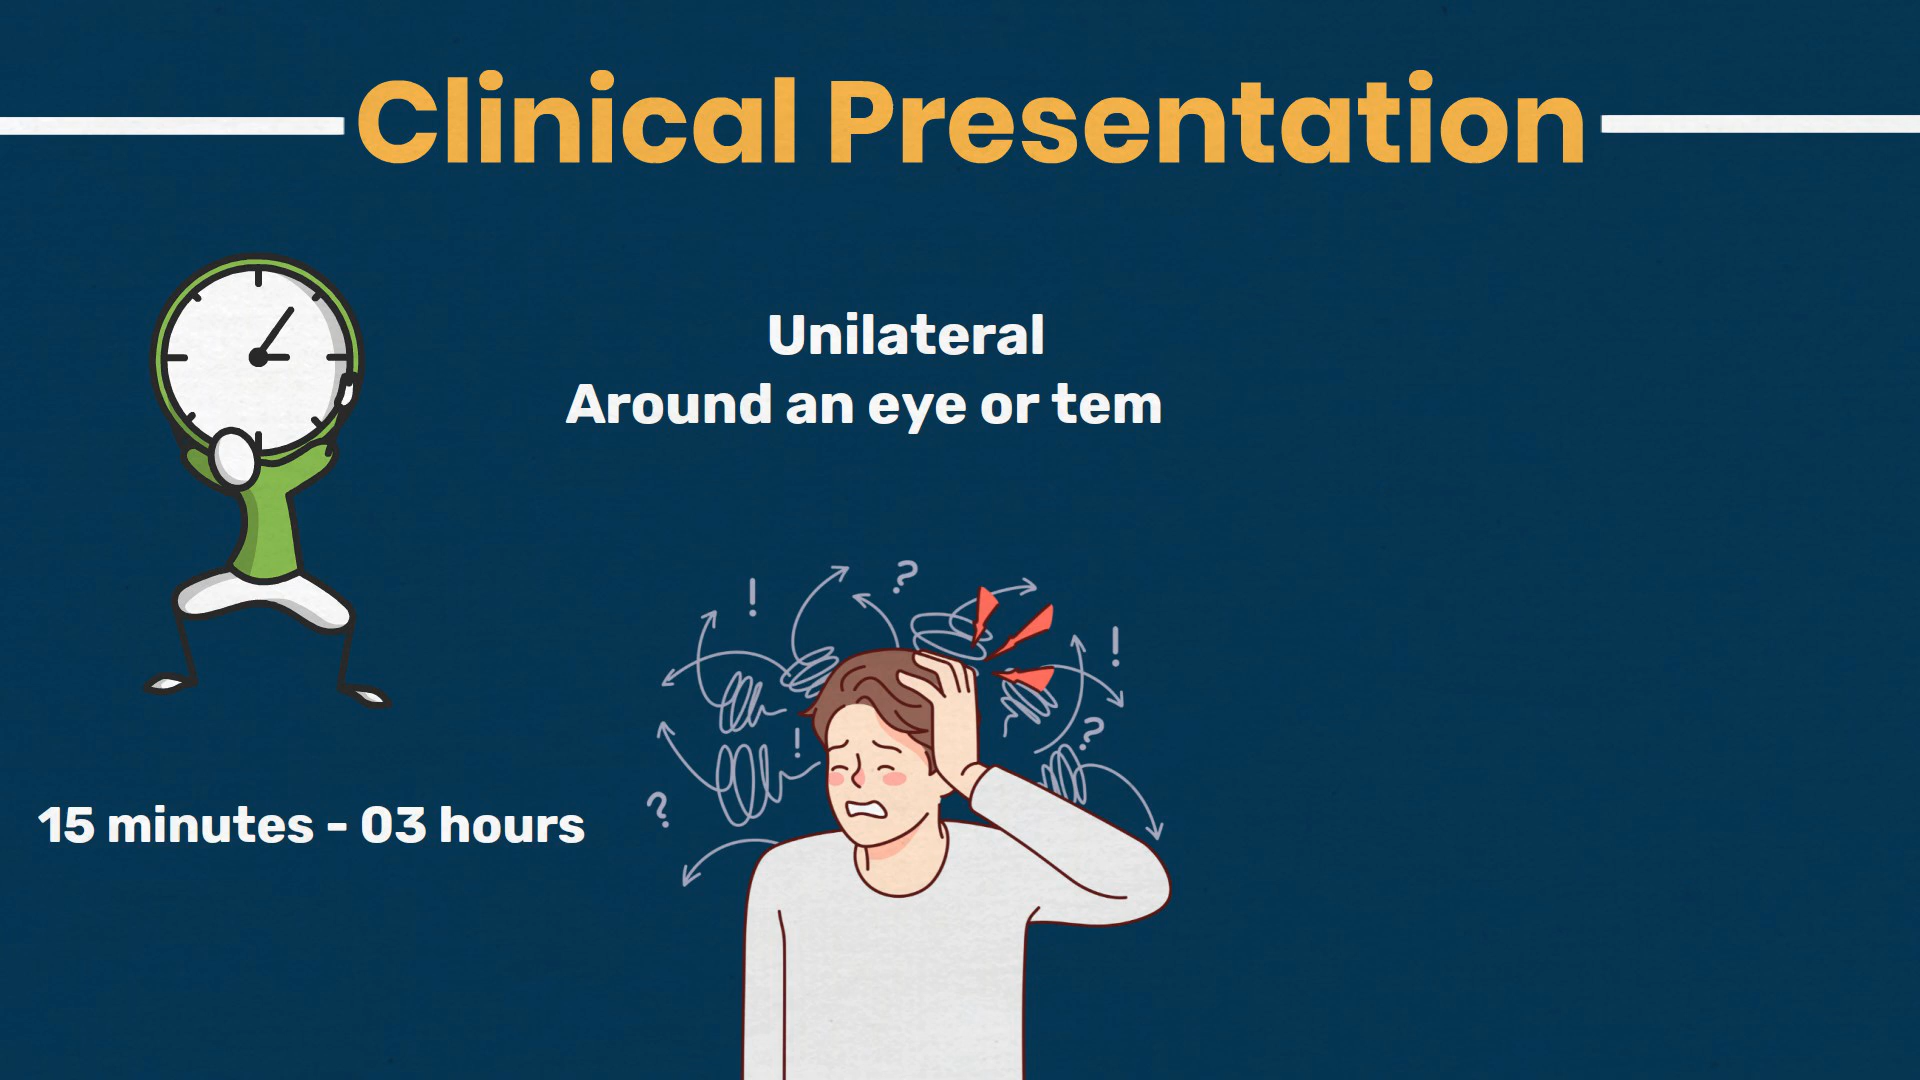 Clinical Presentation
Unilateral
Around an eye or tem
15 minutes - 03 hours
! ? ! ! ? ?